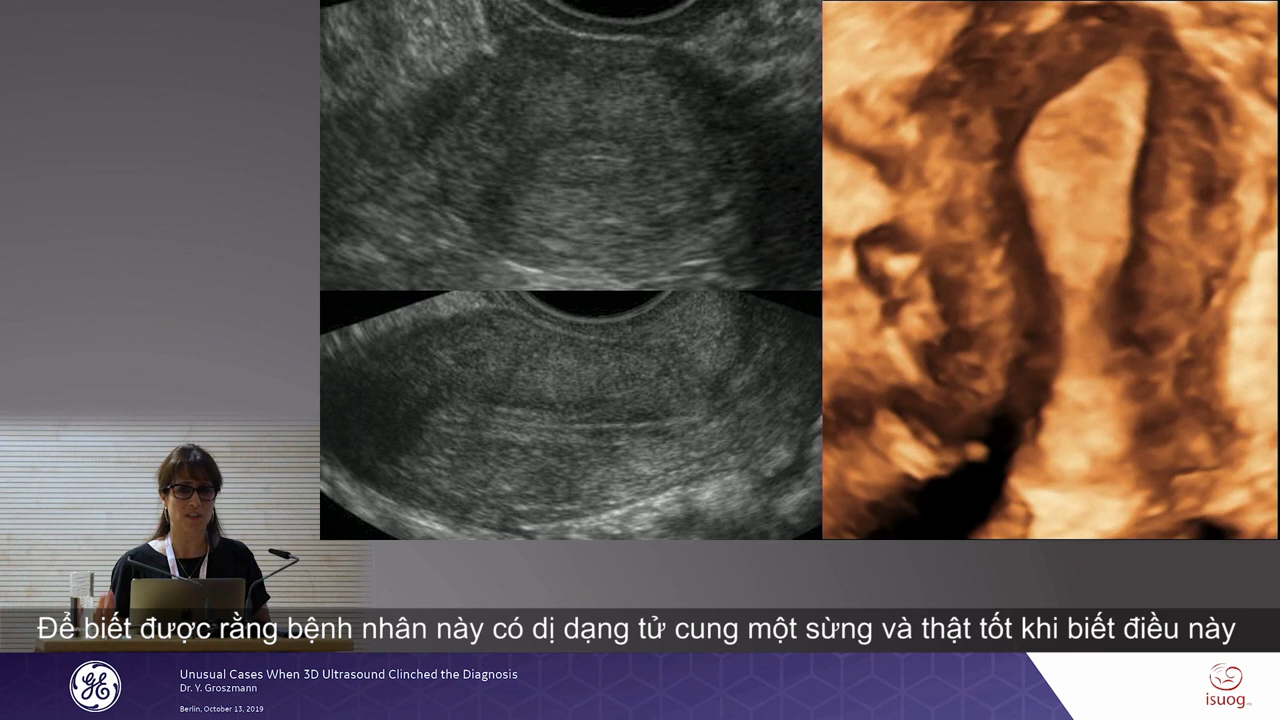 Để biết được rằng bệnh nhân này có dị dạng tử cung một sừng và thật tốt khi biết điều này
Unusual Cases When 3D Ultrasound Clinched the Diagnosis
Dr. Y. Groszmann
Berlin, October 13, 2019
GE
isuog